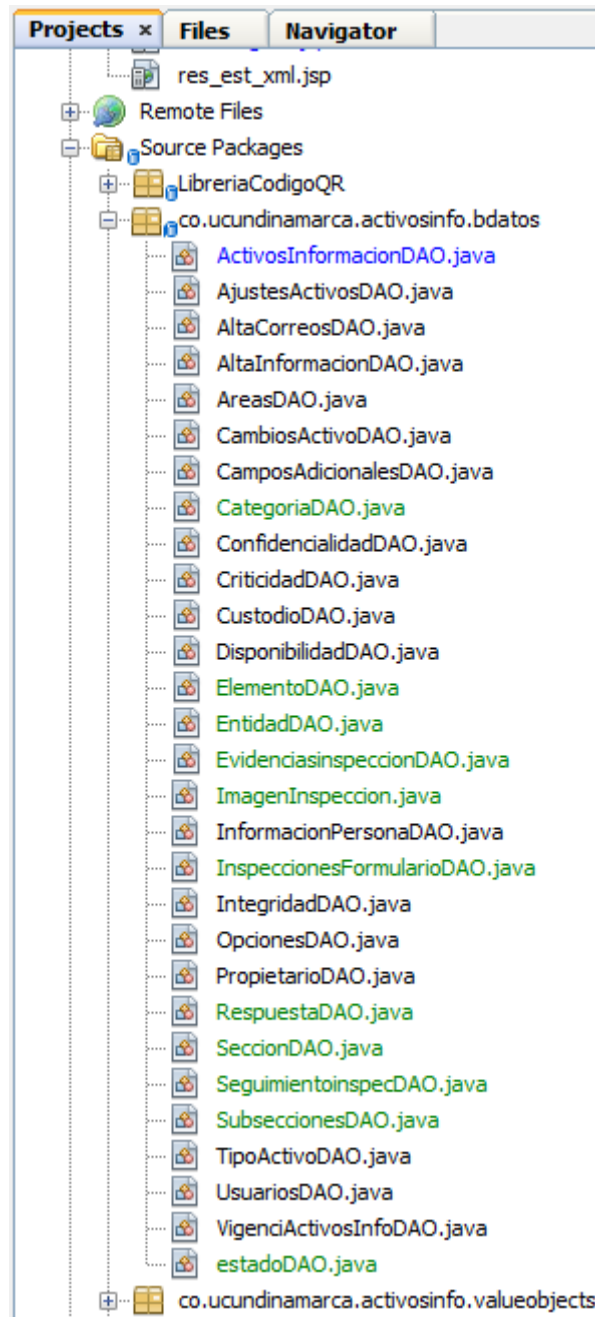 Projects × Files Navigator
res_est_xml.jsp
Remote Files
Source Packages
LibreriaCodigoQR
co.ucundinamarca.activosinfo.bdatos
ActivosInformacionDAO.java
AjustesActivosDAO.java
AltaCorreosDAO.java
AltaInformacionDAO.java
AreasDAO.java
CambiosActivoDAO.java
CamposAdicionalesDAO.java
CategoriaDAO.java
ConfidencialidadDAO.java
CriticidadDAO.java
CustodioDAO.java
DisponibilidadDAO.java
ElementoDAO.java
EntidadDAO.java
EvidenciasinspeccionDAO.java
ImagenInspeccion.java
InformacionPersonaDAO.java
InspeccionesFormularioDAO.java
IntegridadDAO.java
OpcionesDAO.java
PropietarioDAO.java
RespuestaDAO.java
SeccionDAO.java
SeguimientoinspecDAO.java
SubseccionesDAO.java
TipoActivoDAO.java
UsuariosDAO.java
VigenciActivosInfoDAO.java
estadoDAO.java
co.ucundinamarca.activosinfo.valueobjects